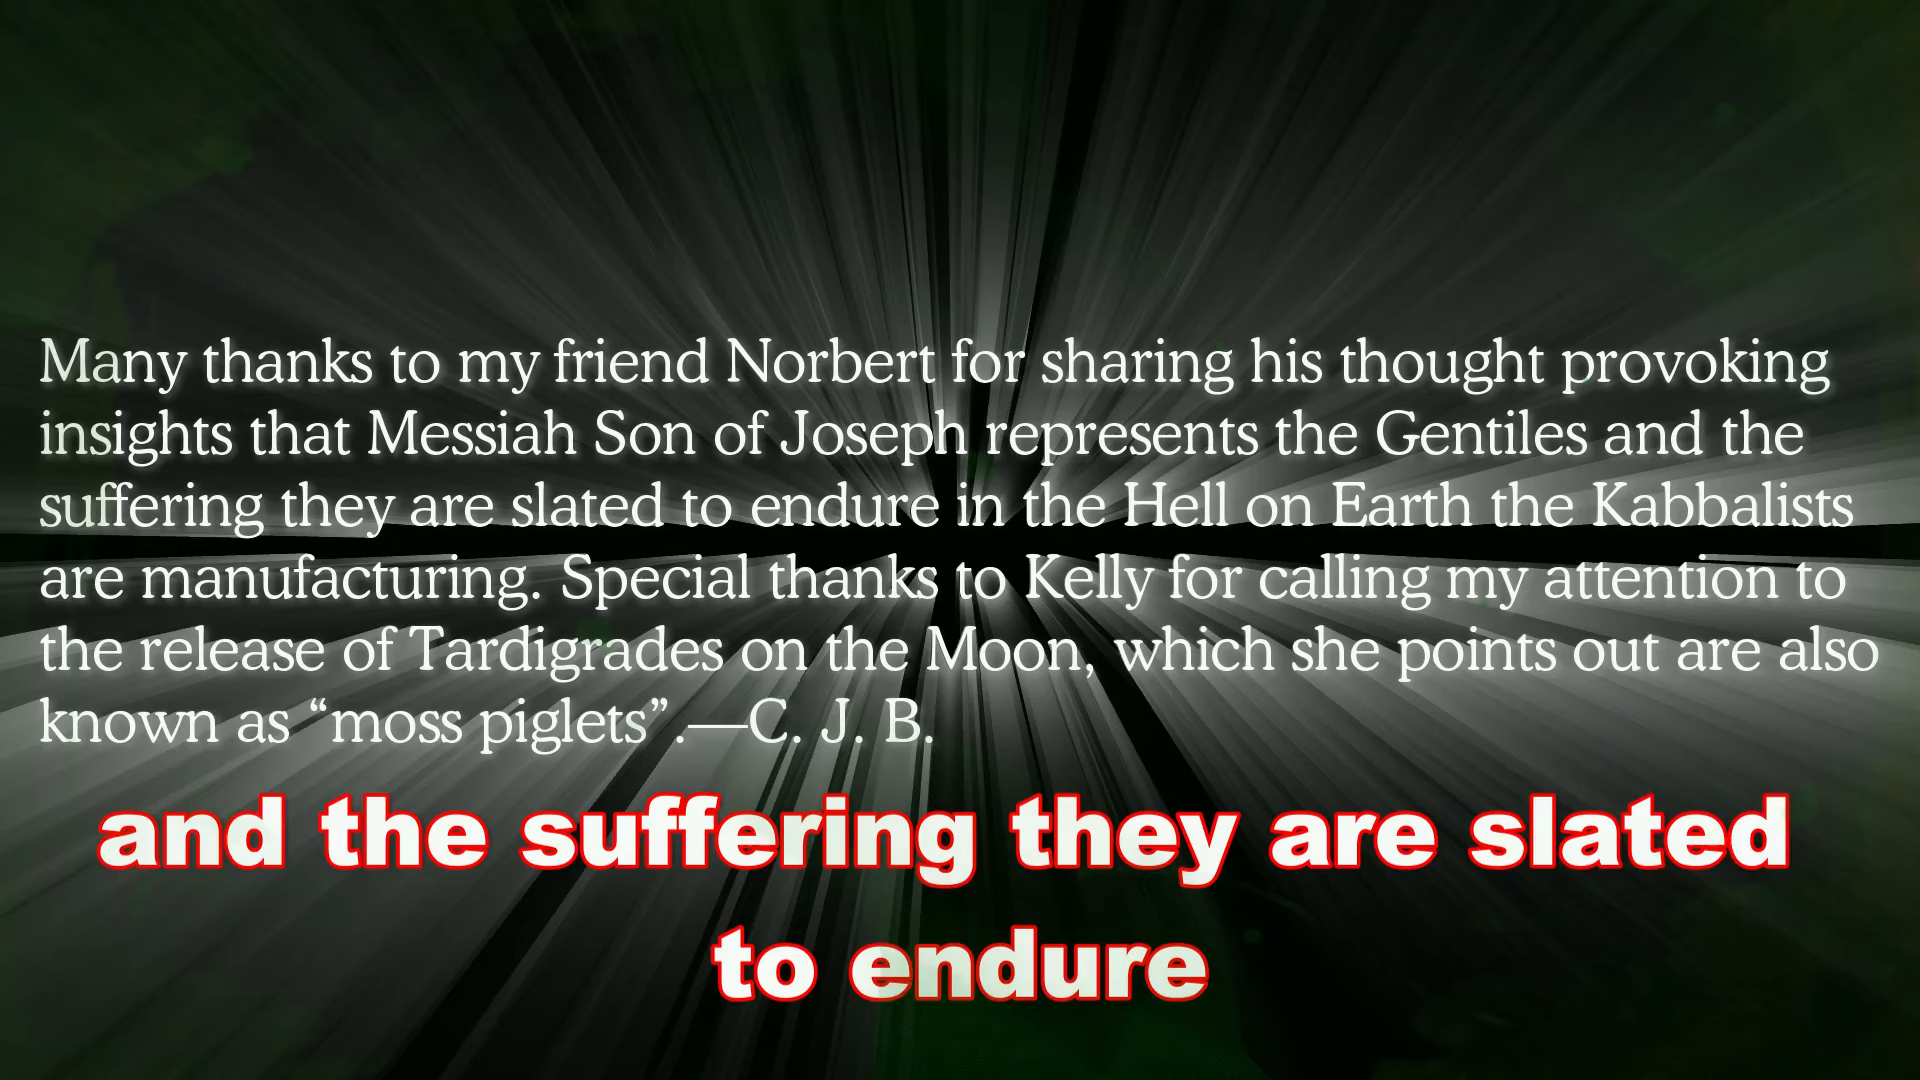 Many thanks to my friend Norbert for sharing his thought provoking
insights that Messiah Son of Joseph represents the Gentiles and the
suffering they are slated to endure in the Hell on Earth the Kabbalists
are manufacturing. Special thanks to Kelly for calling my attention to
the release of Tardigrades on the Moon, which she points out are also
known as “moss piglets”.—C. J. B.
and the suffering they are slated
to endure